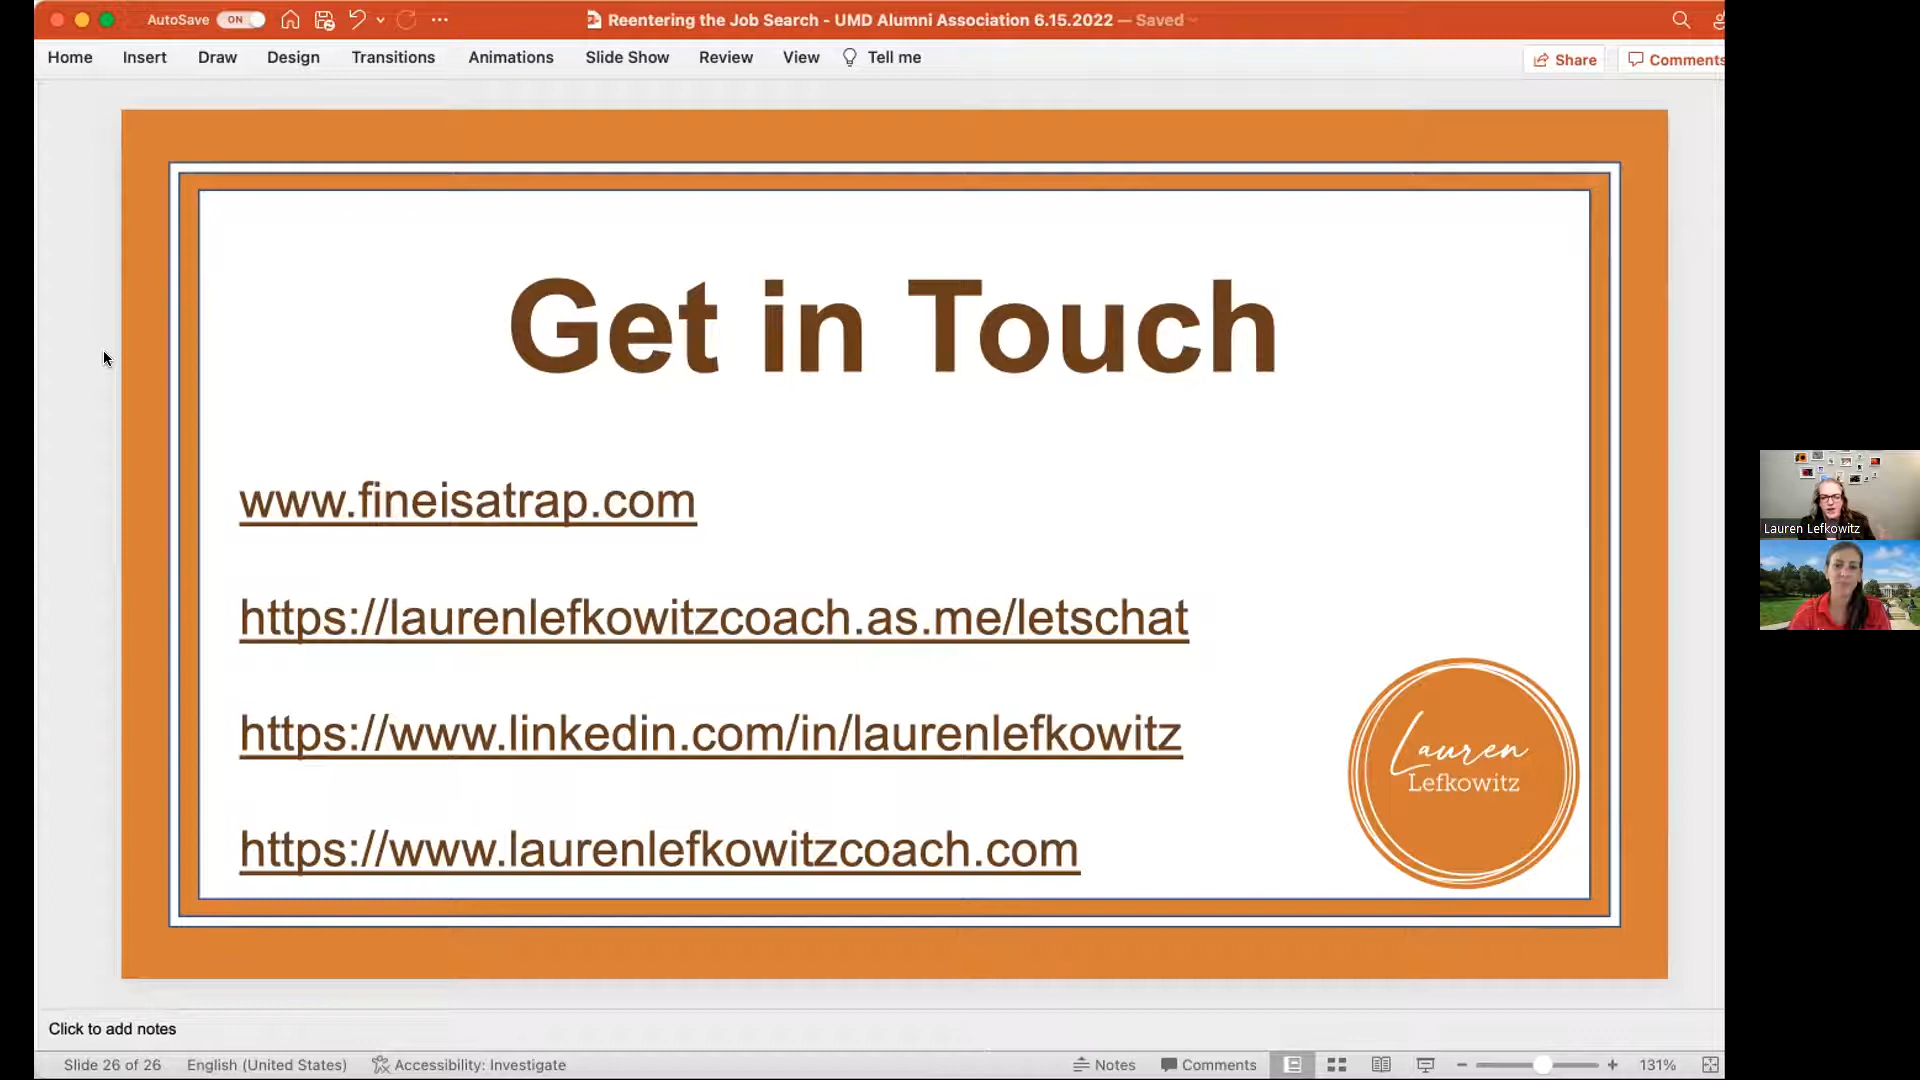 AutoSave ON
Reentering the Job Search - UMD Alumni Association 6.15.2022 — Saved
Home Insert Draw Design Transitions Animations Slide Show Review View Tell me
Share Comments
Get in Touch
www.fineisatrap.com
https://laurenlefkowitzcoach.as.me/letschat
https://www.linkedin.com/in/laurenlefkowitz
https://www.laurenlefkowitzcoach.com
Lauren
Lefkowitz
Lauren Lefkowitz
Click to add notes
Slide 26 of 26 English (United States) Accessibility: Investigate Notes Comments 131%